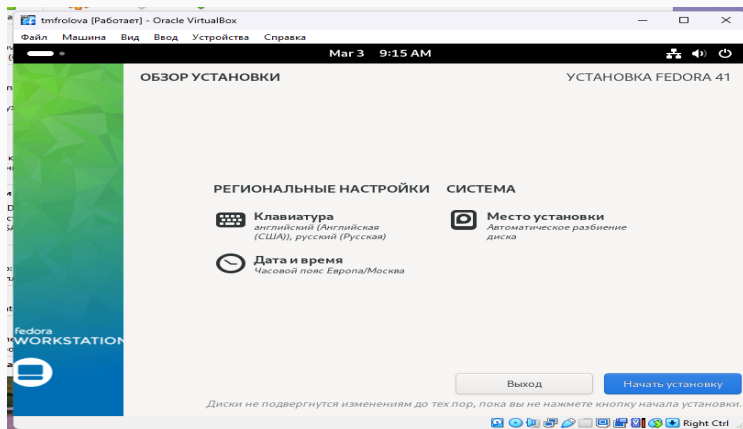 tmfrolova [Работает] - Oracle VirtualBox
Файл Машина Вид Ввод Устройства Справка
Mar 3 9:15 AM
ОБЗОР УСТАНОВКИ
УСТАНОВКА FEDORA 41
РЕГИОНАЛЬНЫЕ НАСТРОЙКИ
Клавиатура
английский (Английская
(США)), русский (Русская)
Дата и время
Часовой пояс Европа/Москва
СИСТЕМА
Место установки
Автоматическое разбиение
диска
fedora
WORKSTATION
Выход
Начать установку
Диски не подвергнутся изменениям до тех пор, пока вы не нажмете кнопку начала установки.
Right Ctrl